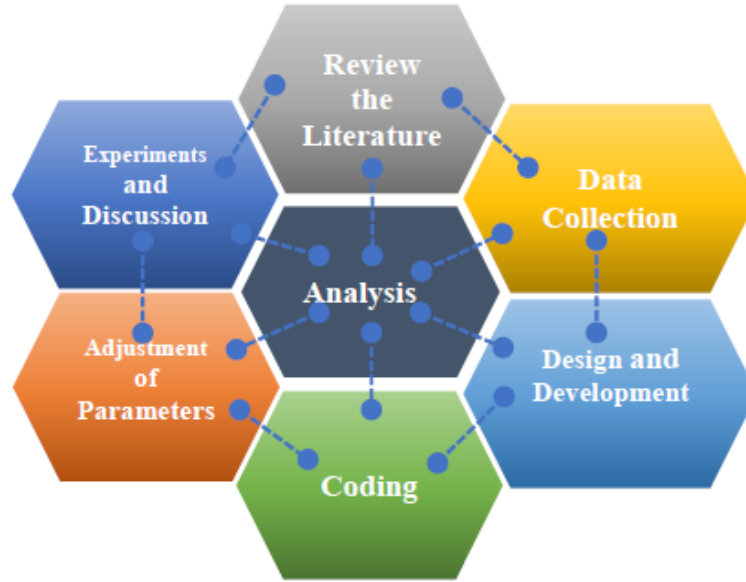 Review
the
Literature
Experiments
and
Discussion
Data
Collection
Analysis
Adjustment
of
Parameters
Design and
Development
Coding